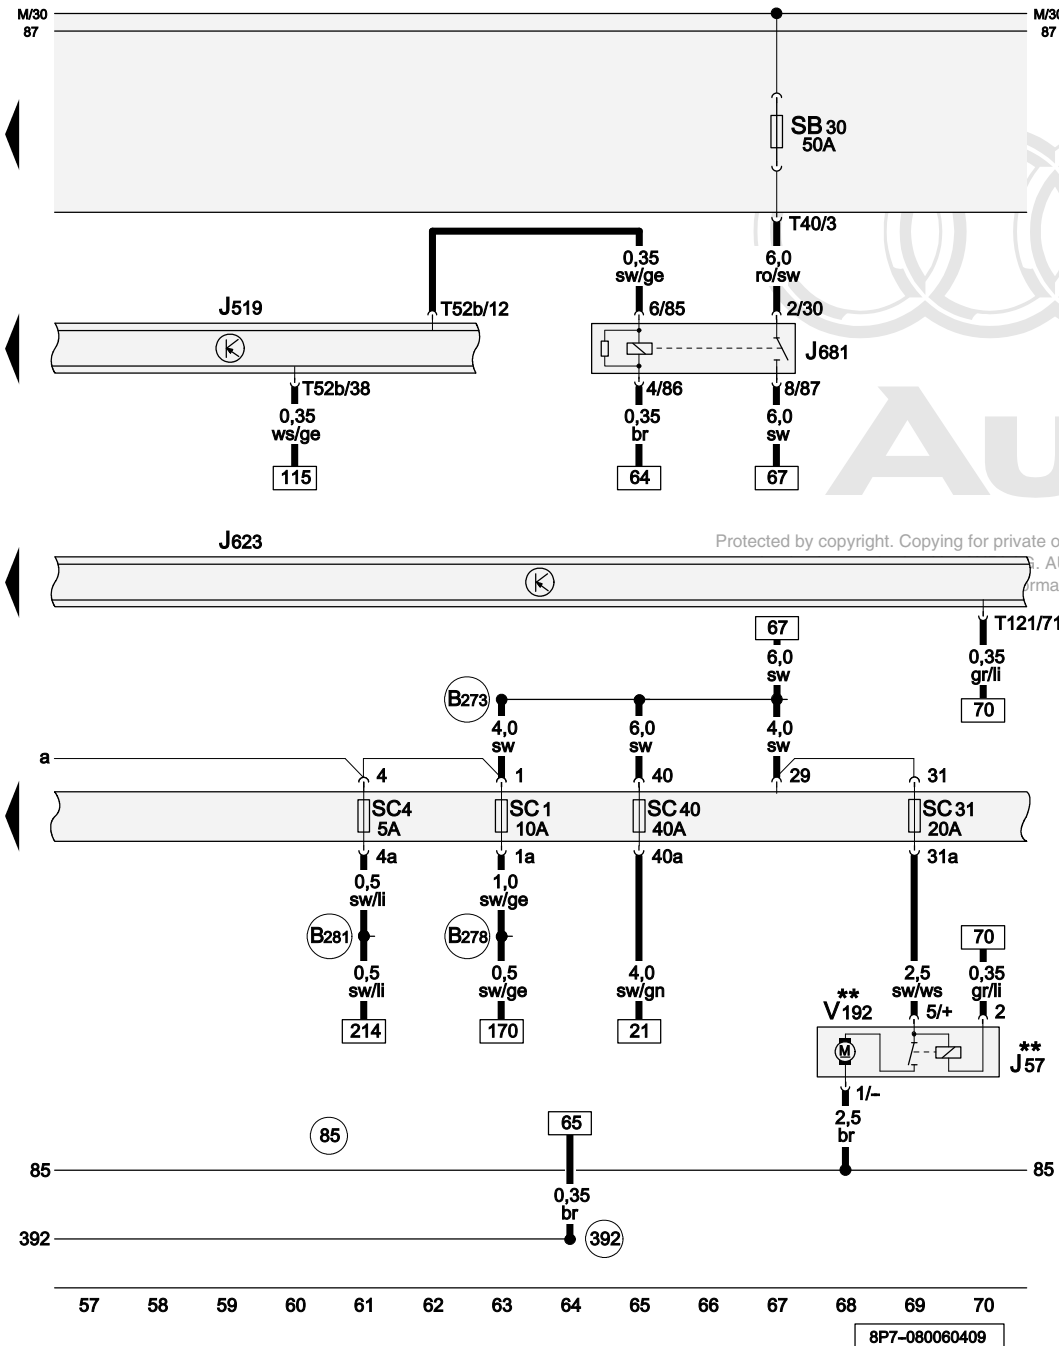 M/30
87
M/30
87
SB30
50A
T40/3
0,35
sw/ge
6,0
ro/sw
J519
T52b/12
6/85
2/30
J681
T52b/38
4/86
8/87
0,35
ws/ge
0,35
br
6,0
sw
115
64
67
Au
J623
Protected by copyright. Copying for private o
G. AU
orma
T121/71
67
6,0
sw
0,35
gr/li
70
B273
4,0
sw
6,0
sw
4,0
sw
a
4
1
40
29
31
SC4
5A
SC1
10A
SC40
40A
SC31
20A
4a
1a
40a
31a
0,5
sw/li
1,0
sw/ge
B281
B278
70
0,5
sw/li
0,5
sw/ge
4,0
sw/gn
2,5
sw/ws
0,35
gr/li
214
170
21
**
V192
5/+
2
M
**
J57
1/–
2,5
br
85
65
85
85
0,35
br
392
392
57 58 59 60 61 62 63 64 65 66 67 68 69 70
8P7-080060409